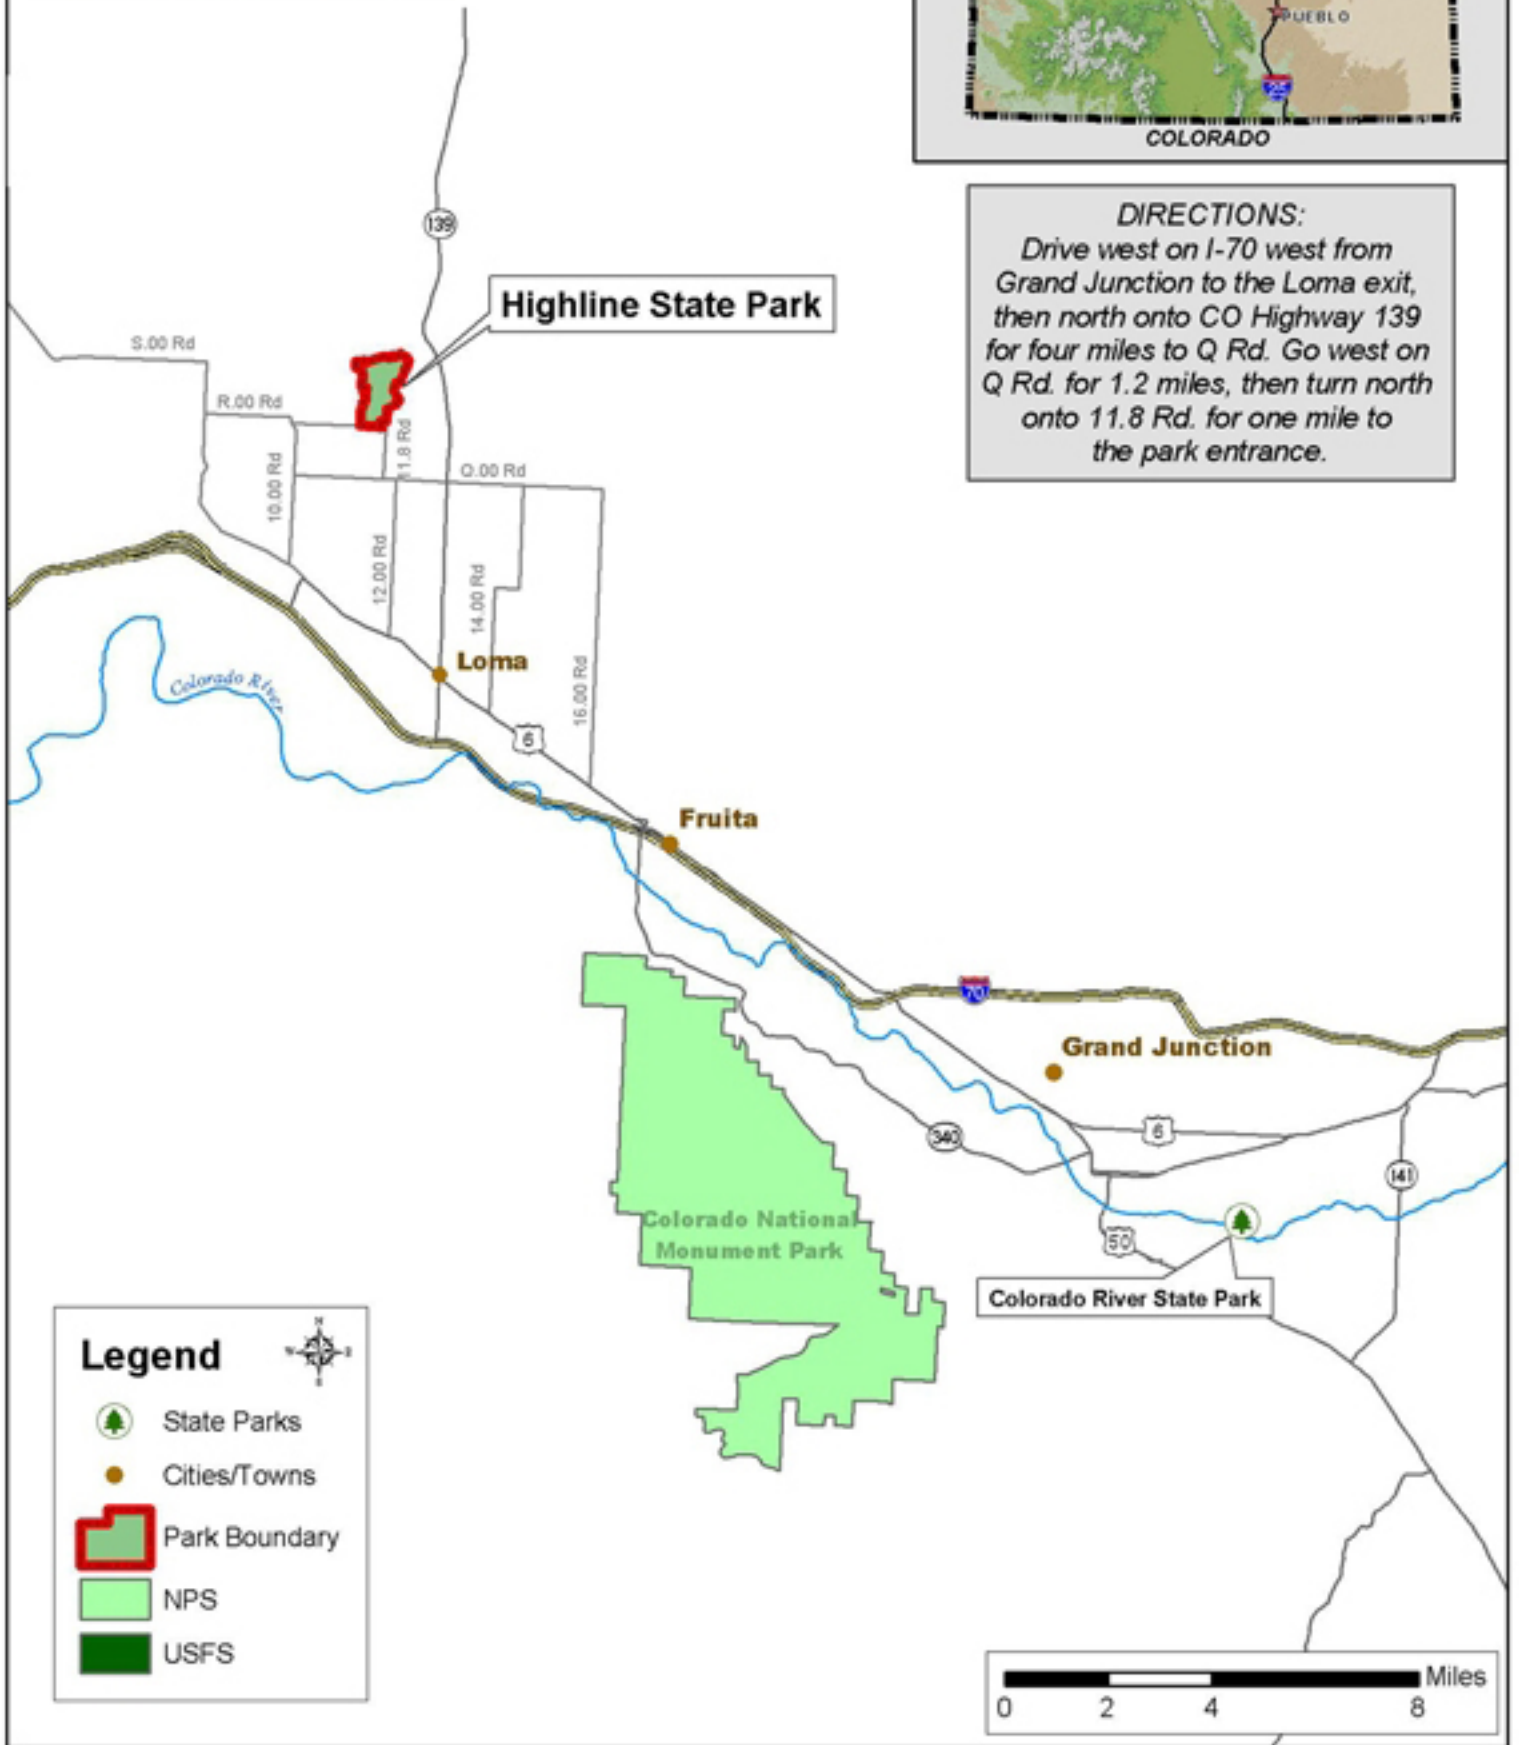 PUEBLO
25
COLORADO
DIRECTIONS:
Drive west on I-70 west from
Grand Junction to the Loma exit,
then north onto CO Highway 139
for four miles to Q Rd. Go west on
Q Rd. for 1.2 miles, then turn north
onto 11.8 Rd. for one mile to
the park entrance.
139
Highline State Park
S.00 Rd
R.00 Rd
11.8 Rd
Q.00 Rd
10.00 Rd
12.00 Rd
14.00 Rd
16.00 Rd
Loma
Colorado River
6
Fruita
70
Grand Junction
340
6
141
50
Colorado National
Monument Park
Colorado River State Park
Legend
N
W E
S
State Parks
Cities/Towns
Park Boundary
NPS
USFS
Miles
0 2 4 8